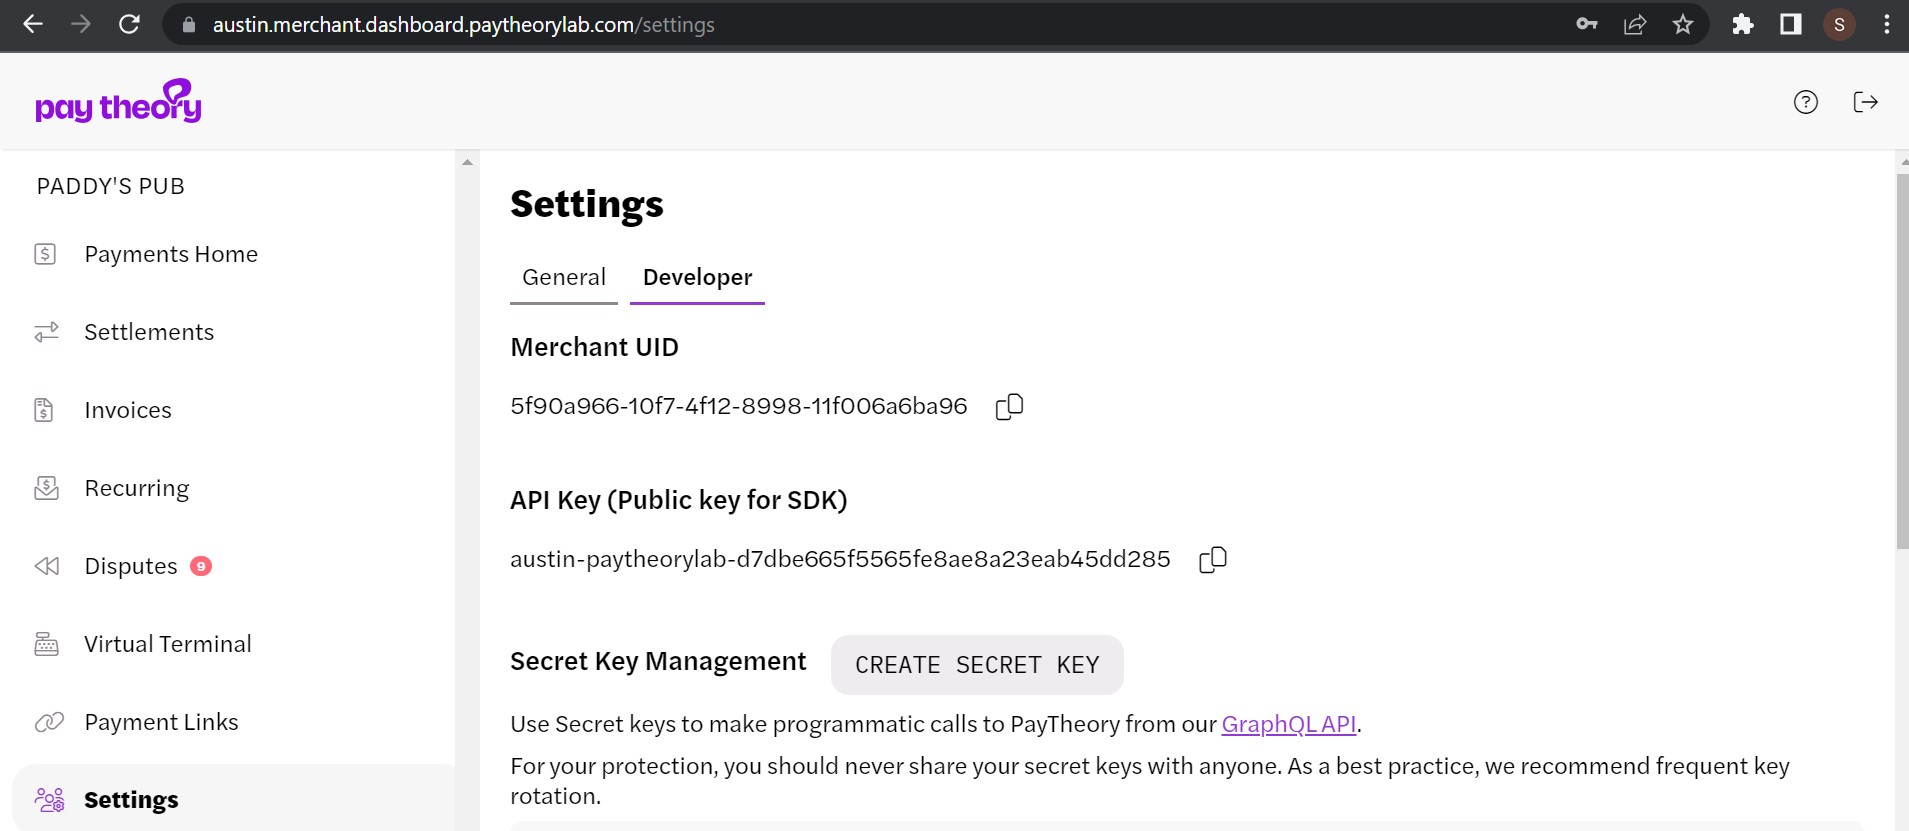 austin.merchant.dashboard.paytheorylab.com/settings
S
pay theory
PADDY'S PUB
Payments Home
Settlements
Invoices
Recurring
Disputes 9
Virtual Terminal
Payment Links
Settings
Settings
General Developer
Merchant UID
5f90a966-10f7-4f12-8998-11f006a6ba96
API Key (Public key for SDK)
austin-paytheorylab-d7dbe665f5565fe8ae8a23eab45dd285
Secret Key Management CREATE SECRET KEY
Use Secret keys to make programmatic calls to PayTheory from our GraphQL API.
For your protection, you should never share your secret keys with anyone. As a best practice, we recommend frequent key
rotation.